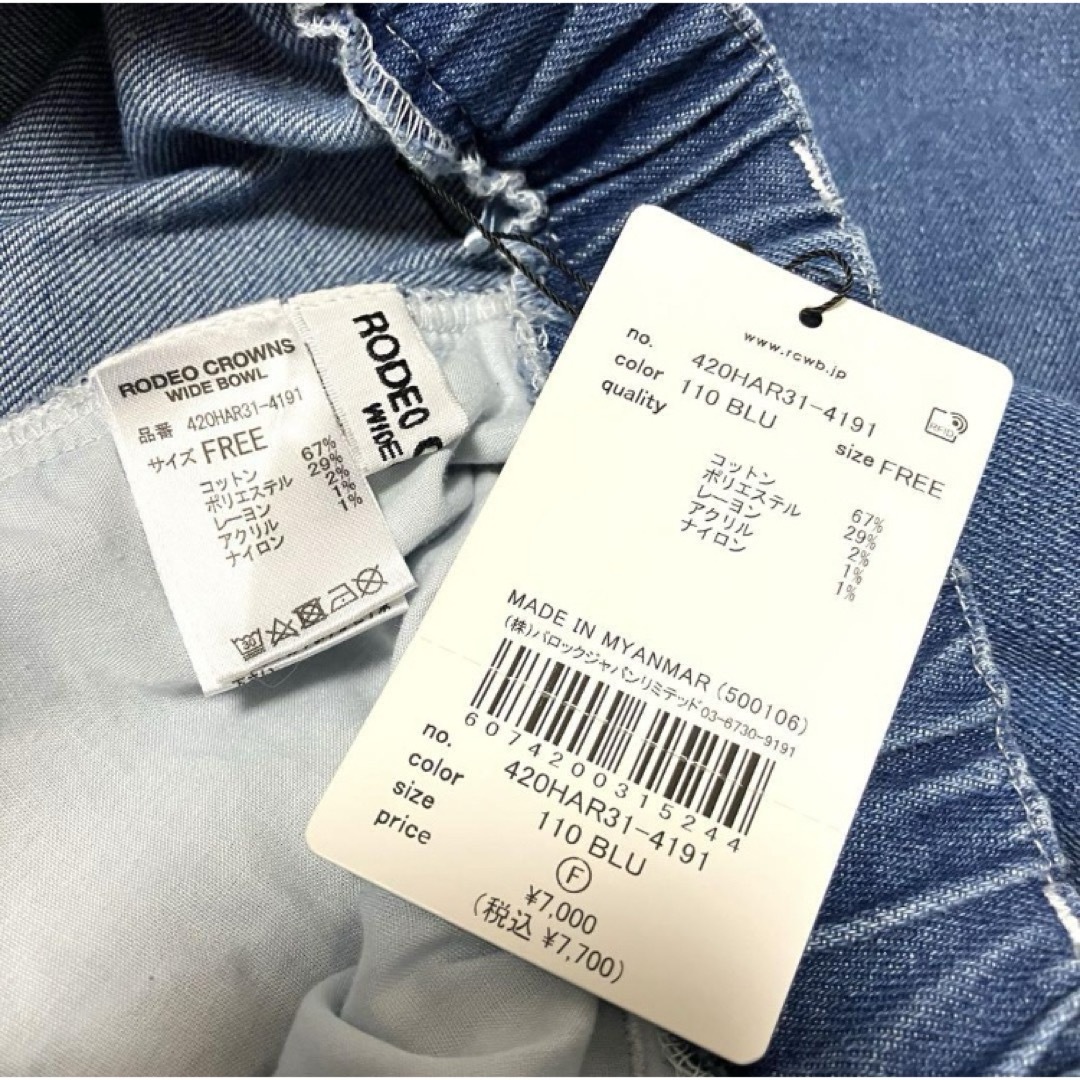 RODEO CROWNS
WIDE BOWL
品番 420HAR31-4191
サイズ FREE
コットン 67%
ポリエステル 29%
レーヨン 2%
アクリル 1%
ナイロン 1%
30
RODEO C
WIDE
www.rcwb.jp
no. 420HAR31-4191
color 110 BLU size FREE
quality
RFID
コットン 67%
ポリエステル 29%
レーヨン 2%
アクリル 1%
ナイロン 1%
MADE IN MYANMAR (500106)
(株)バロックジャパンリミテッド03-6730-9191
6074200315244
no. 420HAR31-4191
color 110 BLU
size F
price ¥7,000
(税込 ¥7,700)